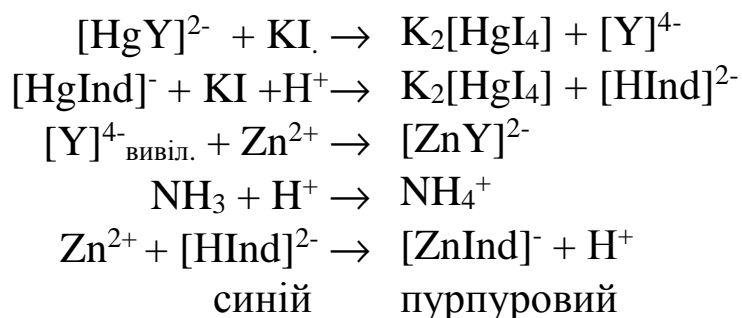 [HgY]²⁻ + KI. → K₂[HgI₄] + [Y]⁴⁻
[HgInd]⁻ + KI +H⁺→ K₂[HgI₄] + [HInd]²⁻
[Y]⁴⁻вивіл. + Zn²⁺ → [ZnY]²⁻
NH₃ + H⁺ → NH₄⁺
Zn²⁺ + [HInd]²⁻ → [ZnInd]⁻ + H⁺
синій пурпуровий